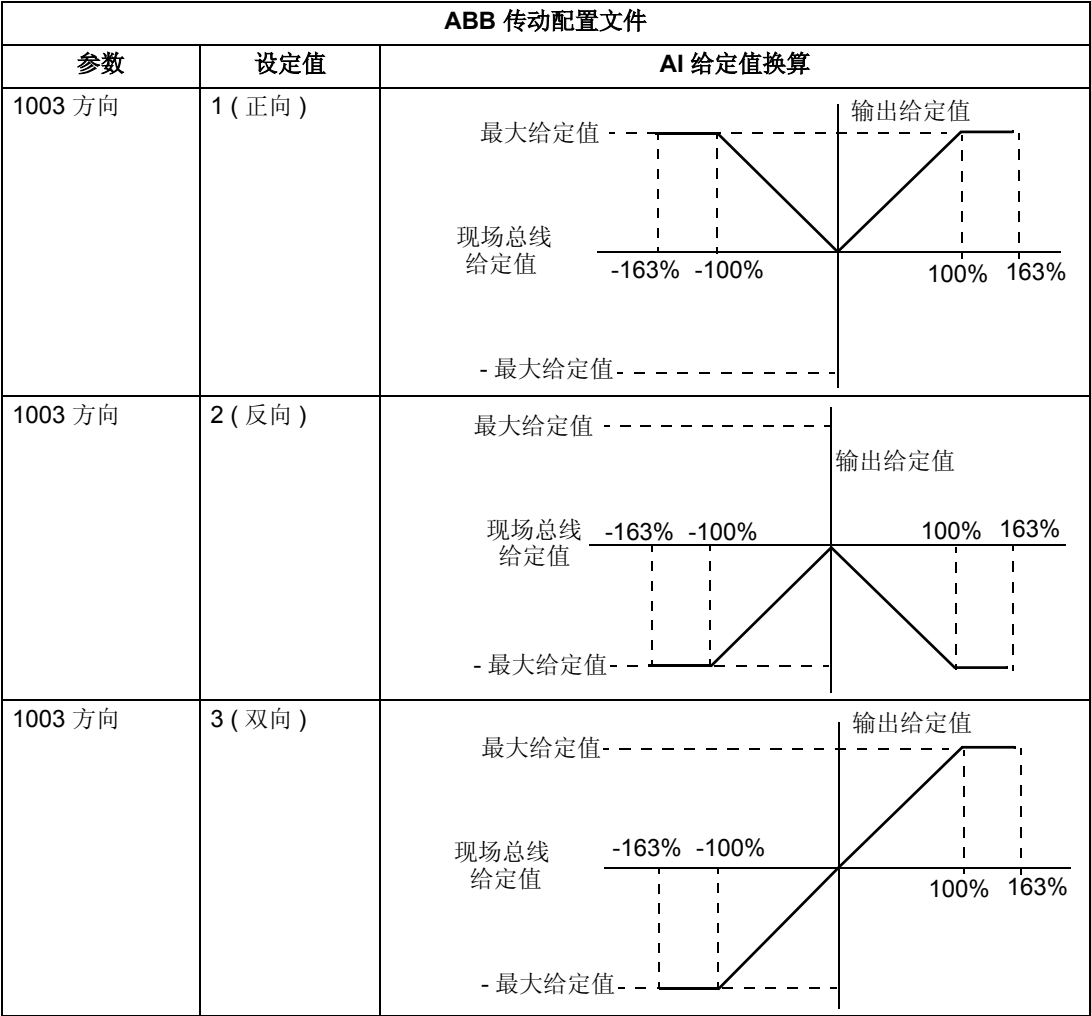 ABB 传动配置文件
参数 设定值 AI 给定值换算
1003 方向 1 ( 正向 )
输出给定值
最大给定值
现场总线
给定值
-163% -100%
100% 163%
- 最大给定值
1003 方向 2 ( 反向 )
最大给定值
输出给定值
现场总线
给定值
-163% -100%
100% 163%
- 最大给定值
1003 方向 3 ( 双向 )
输出给定值
最大给定值
现场总线
给定值
-163% -100%
100% 163%
- 最大给定值